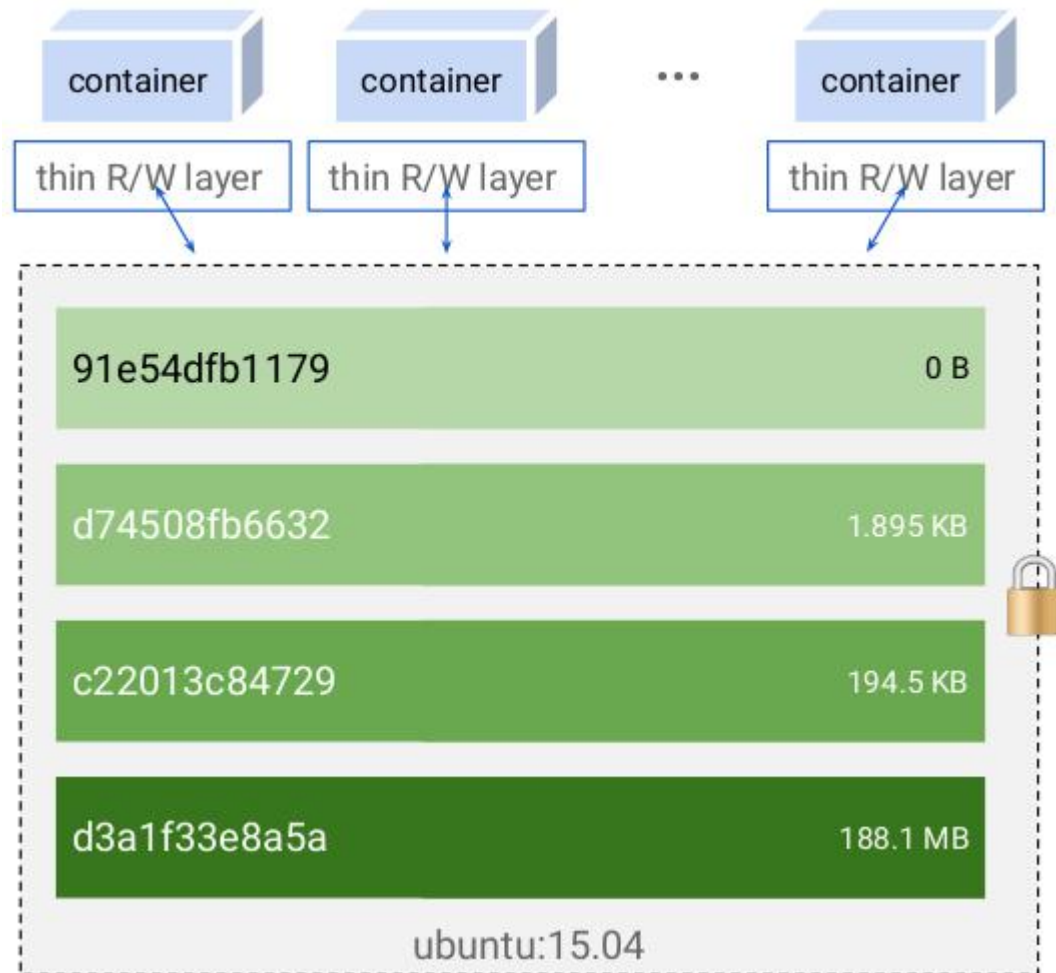 container container ... container
thin R/W layer thin R/W layer thin R/W layer
91e54dfb1179 0 B
d74508fb6632 1.895 KB
c22013c84729 194.5 KB
d3a1f33e8a5a 188.1 MB
ubuntu:15.04